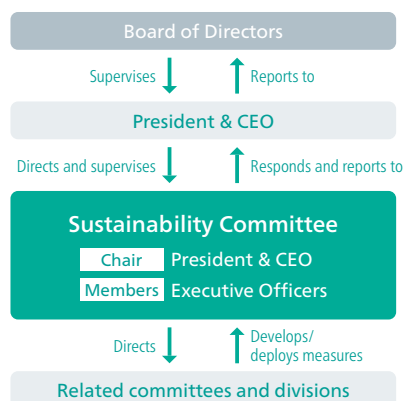 Board of Directors
Supervises
Reports to
President & CEO
Directs and supervises
Responds and reports to
Sustainability Committee
Chair President & CEO
Members Executive Officers
Directs
Develops/
deploys measures
Related committees and divisions